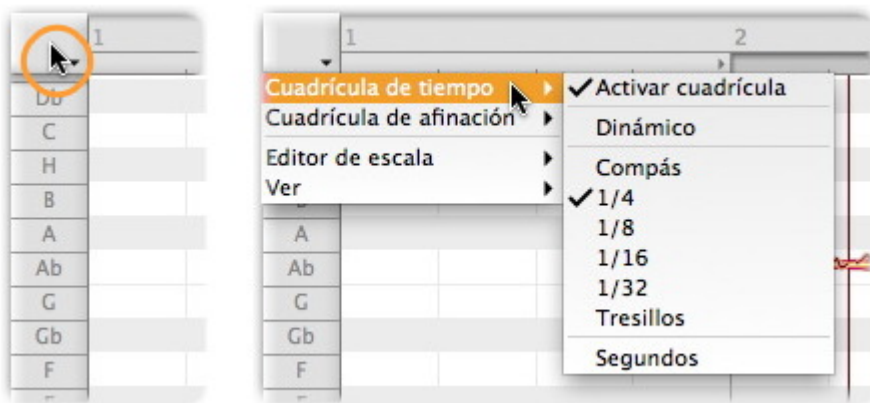 1
Db
C
H
B
A
Ab
G
Gb
F
1
2
Cuadrícula de tiempo
Cuadrícula de afinación
Editor de escala
Ver
A
Ab
G
Gb
F
Activar cuadrícula
Dinámico
Compás
1/4
1/8
1/16
1/32
Tresillos
Segundos